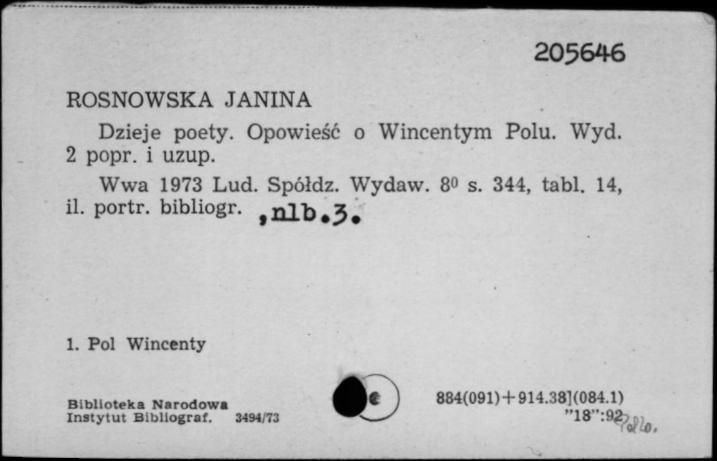 205646
ROSNOWSKA JANINA
Dzieje poety. Opowieść o Wincentym Polu. Wyd.
2 popr. i uzup.
Wwa 1973 Lud. Spółdz. Wydaw. 8⁰ s. 344, tabl. 14,
il. portr. bibliogr. ,nlb.3.
1. Pol Wincenty
Biblioteka Narodowa
Instytut Bibliograf. 3494/73
884(091)+914.38](084.1)
"18":92